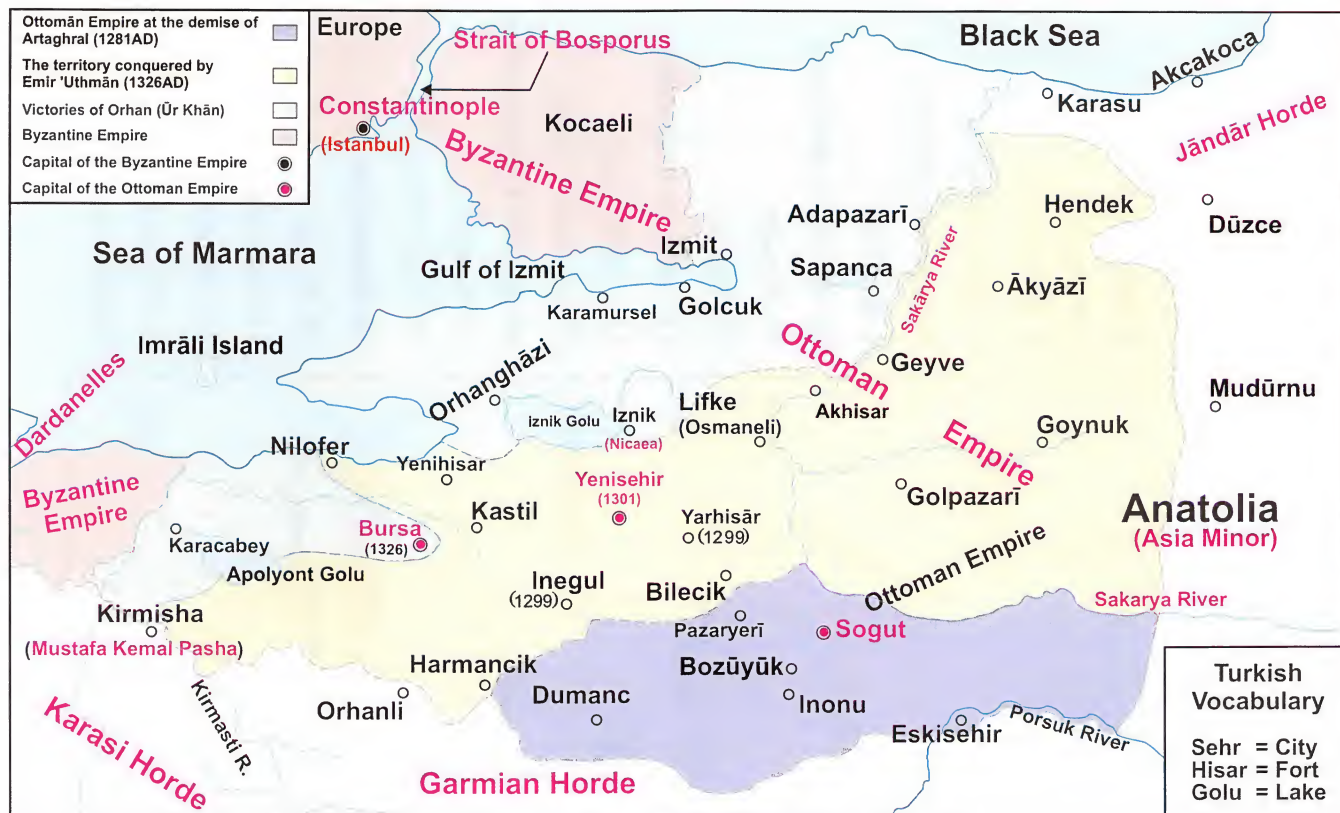 Ottomān Empire at the demise of
Artaghral (1281AD)
The territory conquered by
Emir 'Uthmān (1326AD)
Victories of Orhan (Ūr Khān)
Byzantine Empire
Capital of the Byzantine Empire
Capital of the Ottoman Empire
Europe
Strait of Bosporus
Black Sea
Akcakoca
Karasu
Constantinople
(Istanbul)
Kocaeli
Byzantine Empire
Jāndār Horde
Sea of Marmara
Gulf of Izmit
Izmit
Adapazarī
Hendek
Dūzce
Sapanca
Sakārya River
Ākyāzī
Karamursel
Golcuk
Imrāli Island
Dardanelles
Orhanghāzi
Ottoman
Empire
Geyve
Akhisar
Mudūrnu
iznik Golu
Iznik
(Nicaea)
Lifke
(Osmaneli)
Goynuk
Nilofer
Yenihisar
Yenisehir
(1301)
Golpazarī
Byzantine
Empire
Karacabey
Bursa
(1326)
Kastil
Yarhisār
(1299)
Anatolia
(Asia Minor)
Apolyont Golu
Inegul
(1299)
Bilecik
Ottoman Empire
Sakarya River
Kirmisha
(Mustafa Kemal Pasha)
Pazaryerī
Sogut
Harmancik
Bozūyūk
Kirmasti R.
Orhanli
Dumanc
Inonu
Eskisehir
Porsuk River
Karasi Horde
Garmian Horde
Turkish
Vocabulary
Sehr = City
Hisar = Fort
Golu = Lake